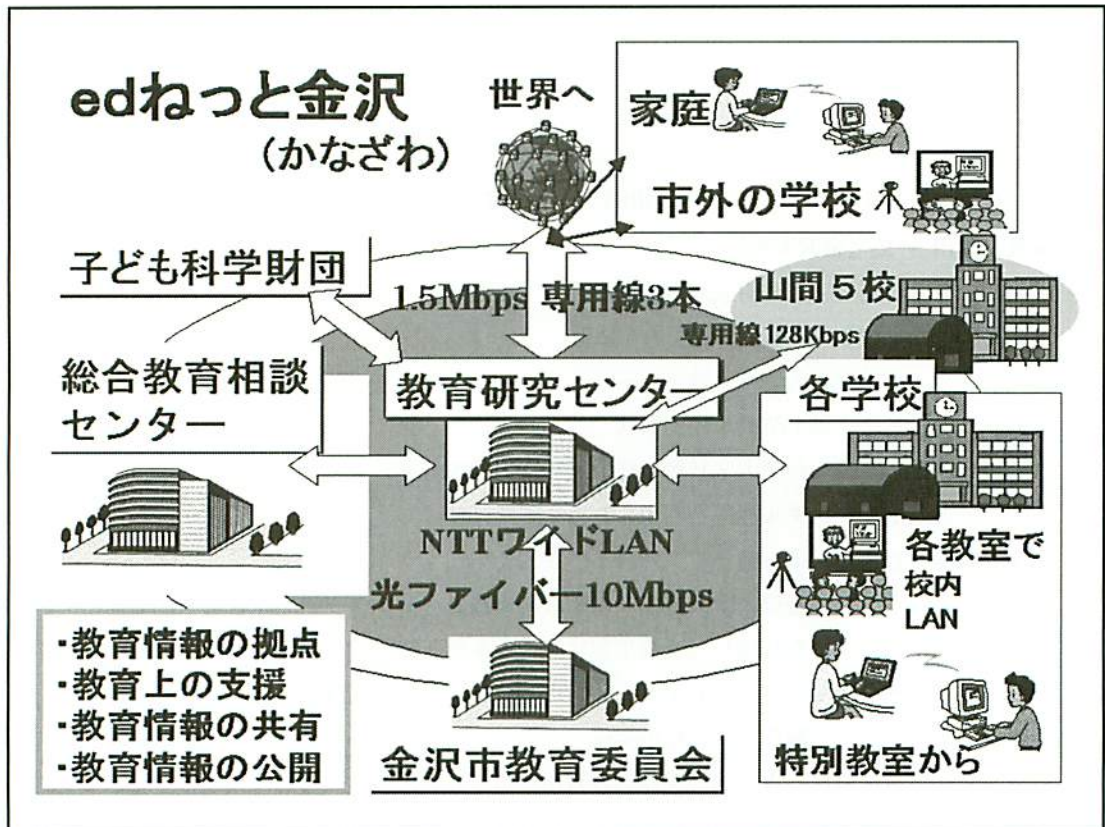 edねっと金沢
(かなざわ)
世界へ
家庭
市外の学校
子ども科学財団
1.5Mbps 専用線3本
山間5校
専用線128Kbps
総合教育相談
センター
教育研究センター
各学校
NTTワイドLAN
光ファイバー10Mbps
各教室で
校内
LAN
・教育情報の拠点
・教育上の支援
・教育情報の共有
・教育情報の公開
金沢市教育委員会
特別教室から